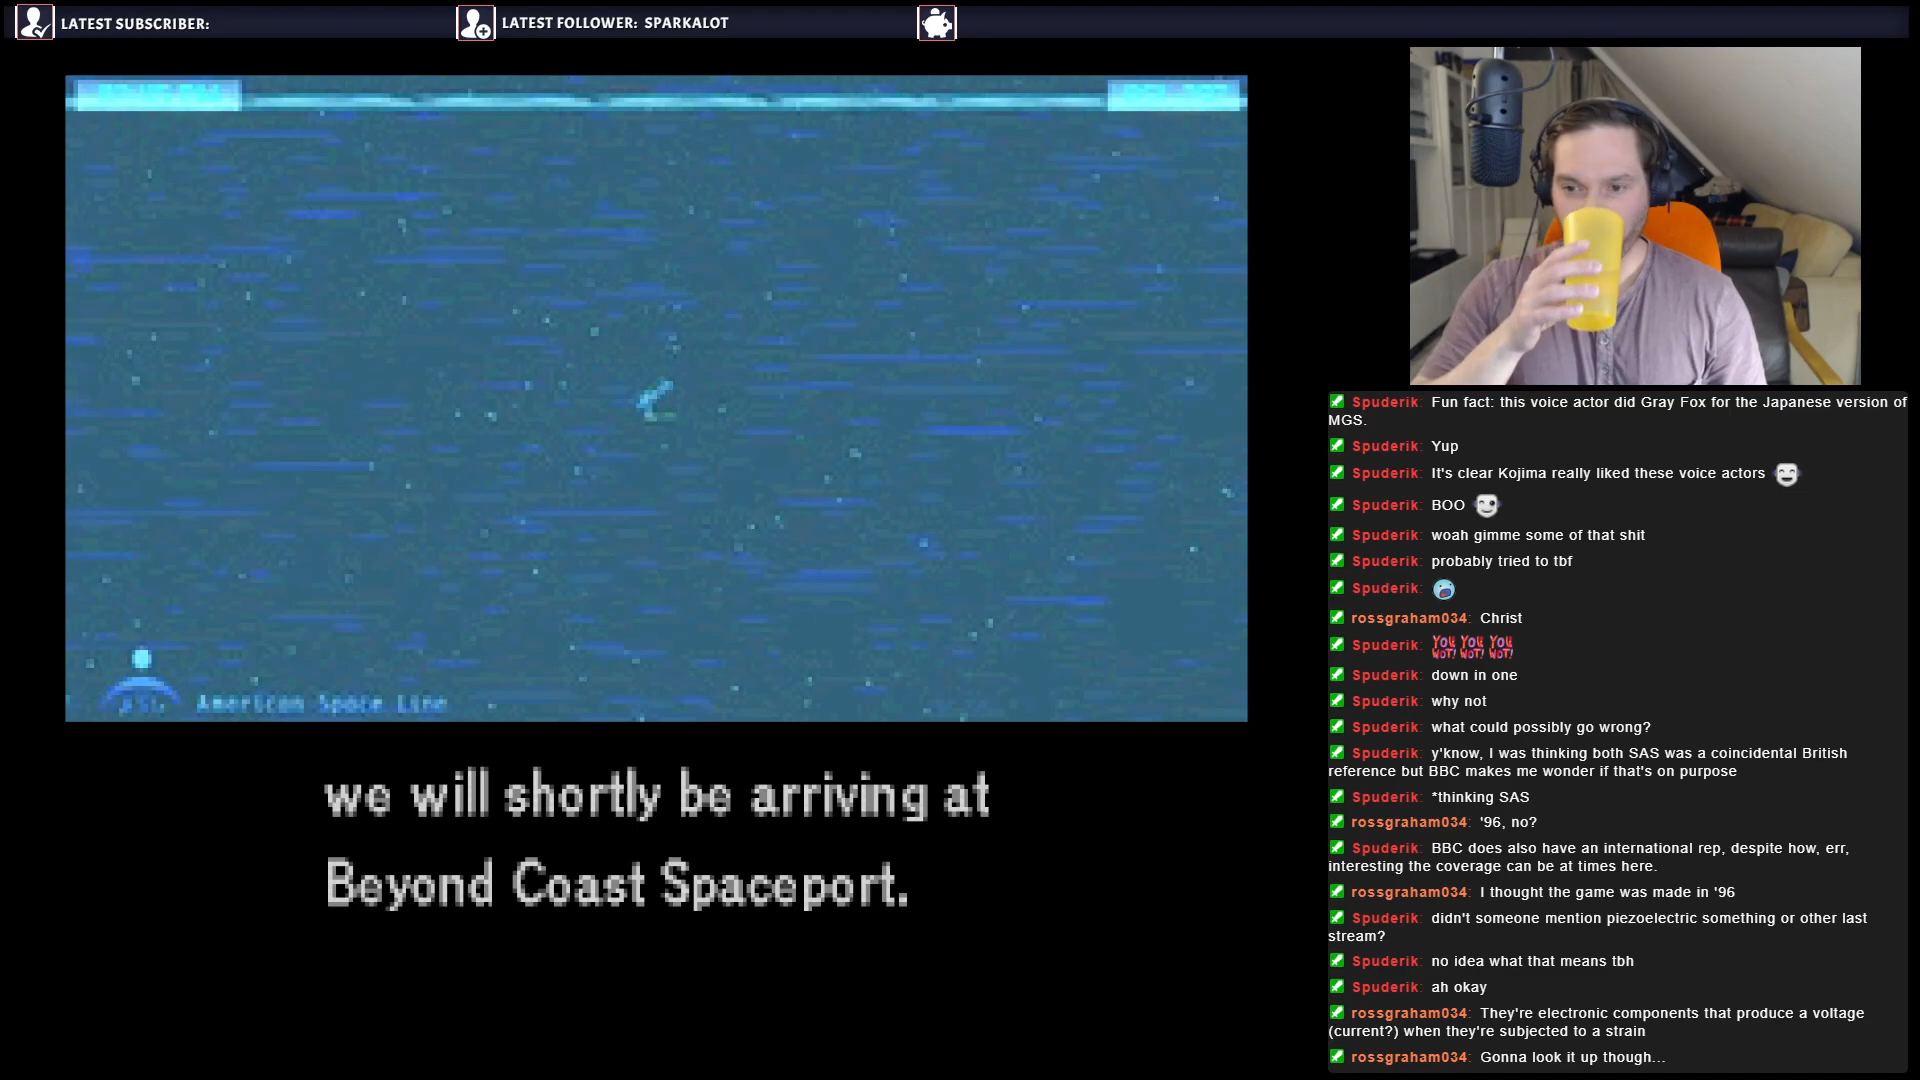 LATEST SUBSCRIBER:
LATEST FOLLOWER: SPARKALOT
American Space Line
we will shortly be arriving at
Beyond Coast Spaceport.
Spuderik: Fun fact: this voice actor did Gray Fox for the Japanese version of
MGS.
Spuderik: Yup
Spuderik: It's clear Kojima really liked these voice actors
Spuderik: BOO
Spuderik: woah gimme some of that shit
Spuderik: probably tried to tbf
Spuderik:
rossgraham034: Christ
Spuderik: YOU WOT! YOU WOT! YOU WOT!
Spuderik: down in one
Spuderik: why not
Spuderik: what could possibly go wrong?
Spuderik: y'know, I was thinking both SAS was a coincidental British
reference but BBC makes me wonder if that's on purpose
Spuderik: *thinking SAS
rossgraham034: '96, no?
Spuderik: BBC does also have an international rep, despite how, err,
interesting the coverage can be at times here.
rossgraham034: I thought the game was made in '96
Spuderik: didn't someone mention piezoelectric something or other last
stream?
Spuderik: no idea what that means tbh
Spuderik: ah okay
rossgraham034: They're electronic components that produce a voltage
(current?) when they're subjected to a strain
rossgraham034: Gonna look it up though...